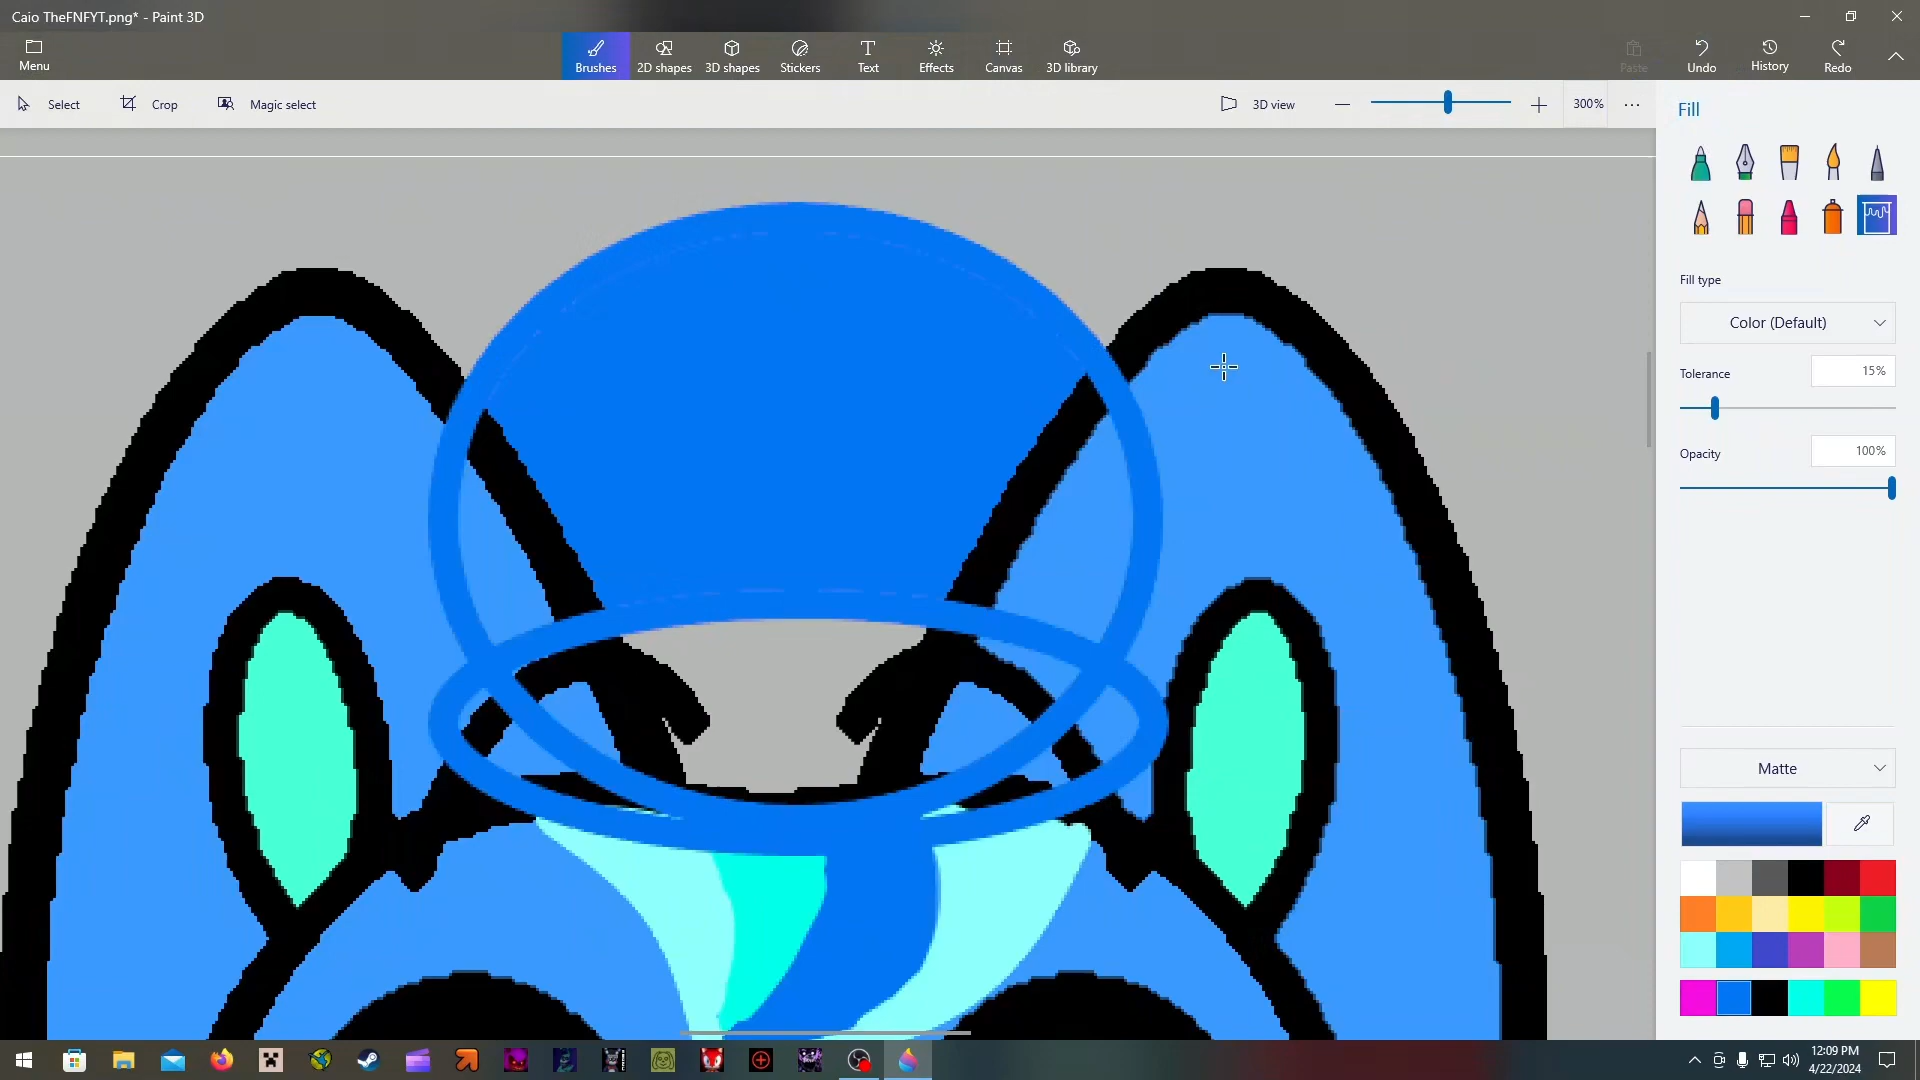 Caio TheFNFYT.png* - Paint 3D
Menu
Brushes
2D shapes
3D shapes
Stickers
Text
Effects
Canvas
3D library
Paste
Undo
History
Redo
Select
Crop
Magic select
3D view
300%
Fill
Fill type
Color (Default)
Tolerance
15%
Opacity
100%
Matte
12:09 PM
4/22/2024